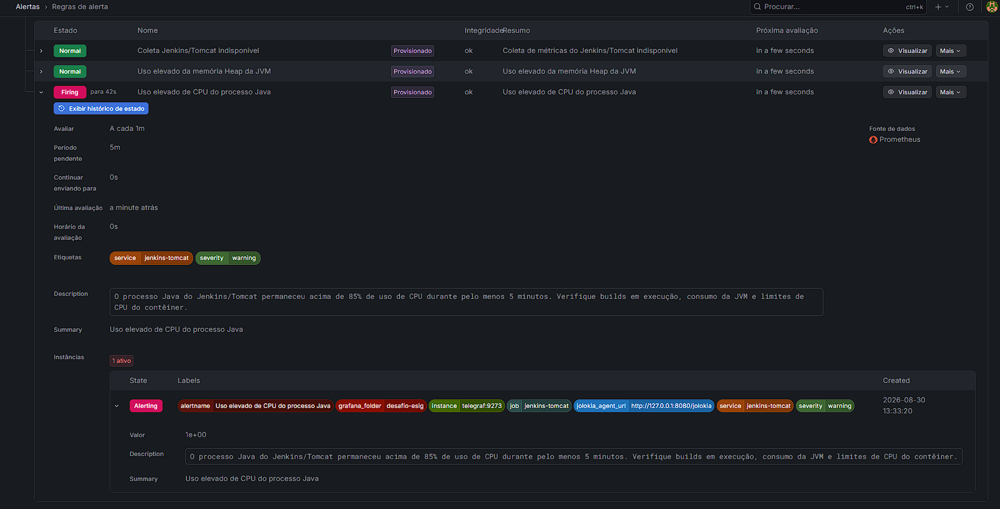 Alertas › Regras de alerta
Procurar... ctrl+k
Estado Nome Integridade Resumo Próxima avaliação Ações
Normal Coleta Jenkins/Tomcat indisponível Provisionado ok Coleta de métricas do Jenkins/Tomcat indisponível in a few seconds Visualizar Mais
Normal Uso elevado da memória Heap da JVM Provisionado ok Uso elevado da memória Heap da JVM in a few seconds Visualizar Mais
Firing para 42s Uso elevado de CPU do processo Java Provisionado ok Uso elevado de CPU do processo Java in a few seconds Visualizar Mais
Exibir histórico de estado
Avaliar A cada 1m
Fonte de dados
Prometheus
Período pendente 5m
Continuar enviando para 0s
Última avaliação a minute atrás
Horário da avaliação 0s
Etiquetas service jenkins-tomcat severity warning
Description O processo Java do Jenkins/Tomcat permaneceu acima de 85% de uso de CPU durante pelo menos 5 minutos. Verifique builds em execução, consumo da JVM e limites de
CPU do contêiner.
Summary Uso elevado de CPU do processo Java
Instâncias 1 ativo
State Labels Created
Alerting alertname Uso elevado de CPU do processo Java grafana_folder desafio-esig instance telegraf:9273 job jenkins-tomcat jolokia_agent_url http://127.0.0.1:8080/jolokia service jenkins-tomcat severity warning 2026-08-30
13:33:20
Valor 1e+00
Description O processo Java do Jenkins/Tomcat permaneceu acima de 85% de uso de CPU durante pelo menos 5 minutos. Verifique builds em execução, consumo da JVM e limites de CPU do contêiner.
Summary Uso elevado de CPU do processo Java